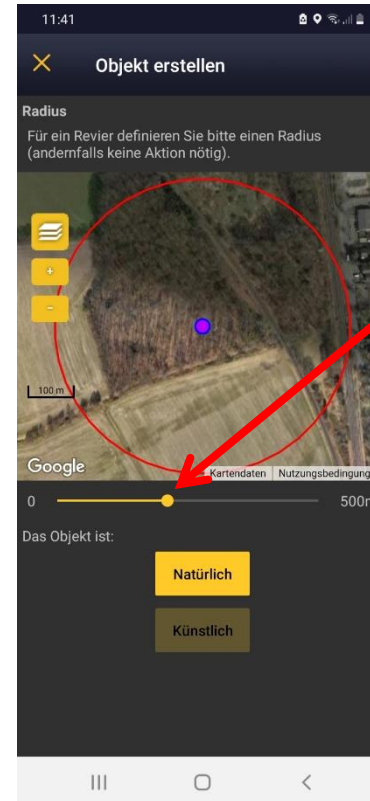 11:41
Objekt erstellen
Radius
Für ein Revier definieren Sie bitte einen Radius
(andernfalls keine Aktion nötig).
+
−
100 m
Google
Kartendaten Nutzungsbedingung
0 500
Das Objekt ist:
Natürlich
Künstlich